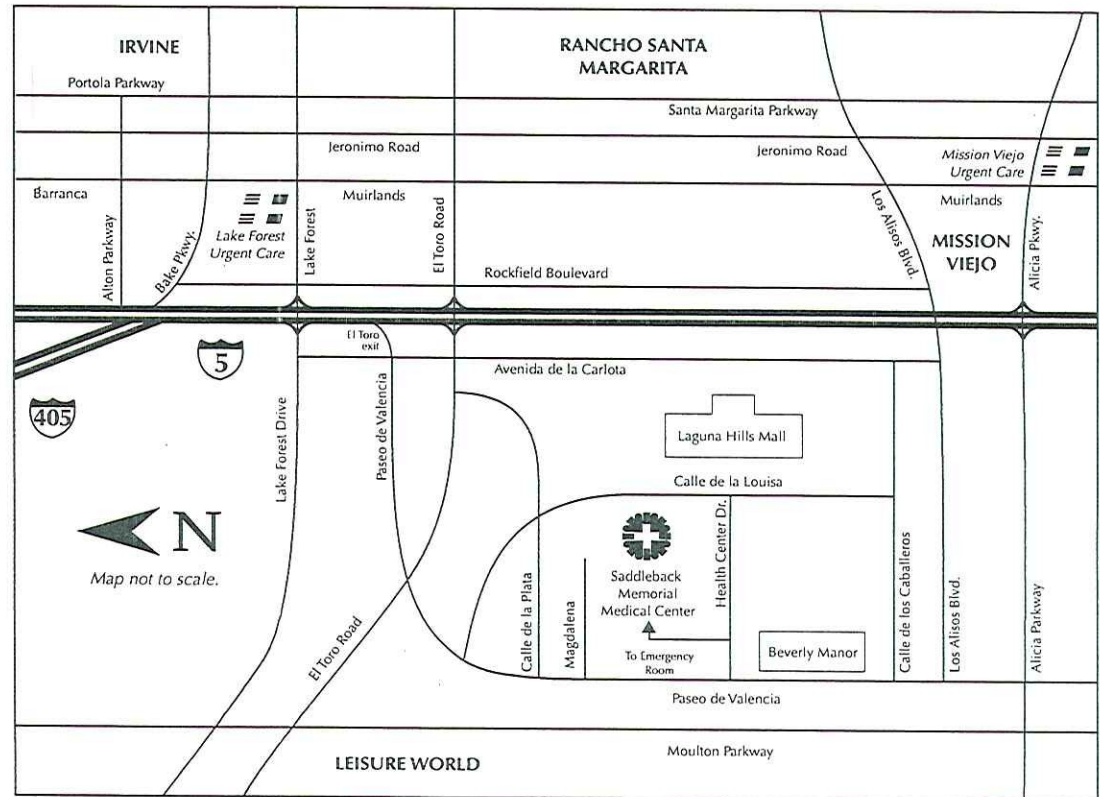 IRVINE
RANCHO SANTA
MARGARITA
Portola Parkway
Santa Margarita Parkway
Jeronimo Road
Jeronimo Road
Mission Viejo
Urgent Care
Barranca
Muirlands
Muirlands
Alton Parkway
Bake Pkwy.
Lake Forest
Urgent Care
Lake Forest
El Toro Road
Los Alisos Blvd.
MISSION
VIEJO
Alicia Pkwy.
Rockfield Boulevard
El Toro
exit
5
405
Avenida de la Carlota
Lake Forest Drive
Paseo de Valencia
Laguna Hills Mall
Calle de la Louisa
N
Map not to scale.
Saddleback
Memorial
Medical Center
Health Center Dr.
Calle de la Plata
Magdalena
To Emergency
Room
Beverly Manor
Calle de los Caballeros
Los Alisos Blvd.
Alicia Parkway
El Toro Road
Paseo de Valencia
Moulton Parkway
LEISURE WORLD